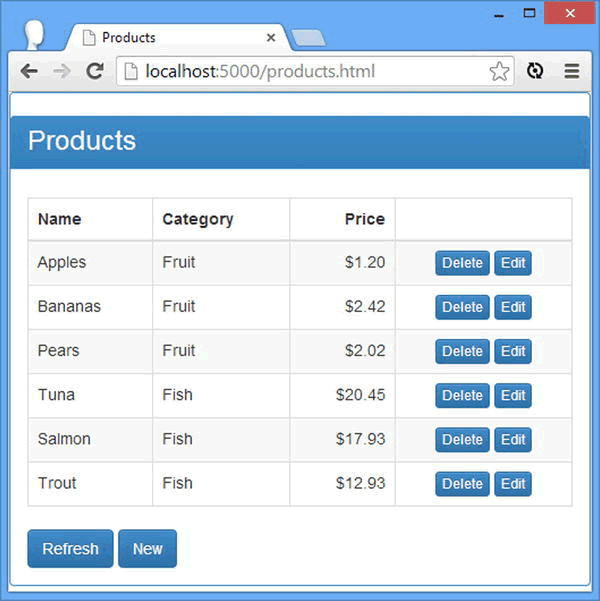 Products
localhost:5000/products.html
Products
Name Category Price
Apples Fruit $1.20 Delete Edit
Bananas Fruit $2.42 Delete Edit
Pears Fruit $2.02 Delete Edit
Tuna Fish $20.45 Delete Edit
Salmon Fish $17.93 Delete Edit
Trout Fish $12.93 Delete Edit
Refresh New